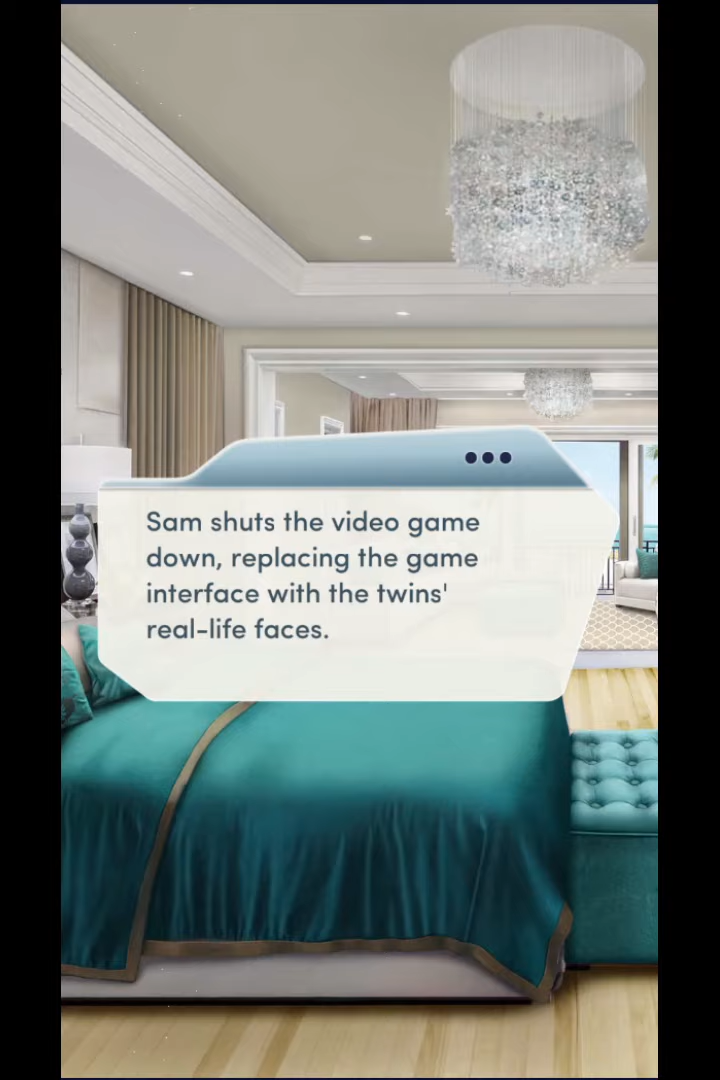 Sam shuts the video game
down, replacing the game
interface with the twins'
real-life faces.